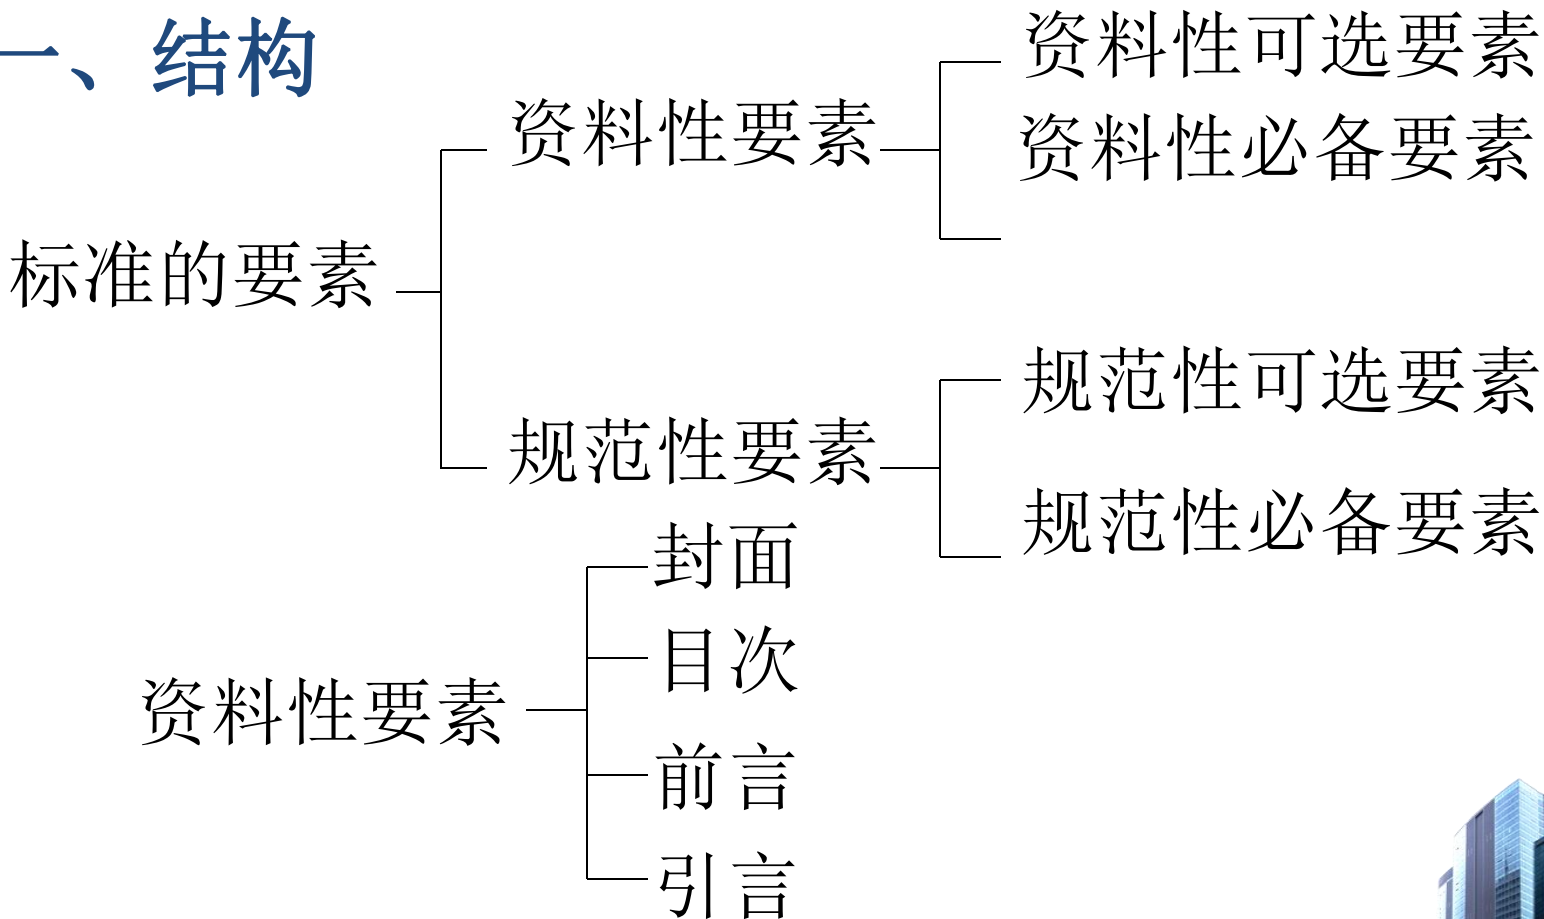 一、结构
资料性可选要素
资料性要素
资料性必备要素
标准的要素
规范性可选要素
规范性要素
规范性必备要素
封面
目次
资料性要素
前言
引言